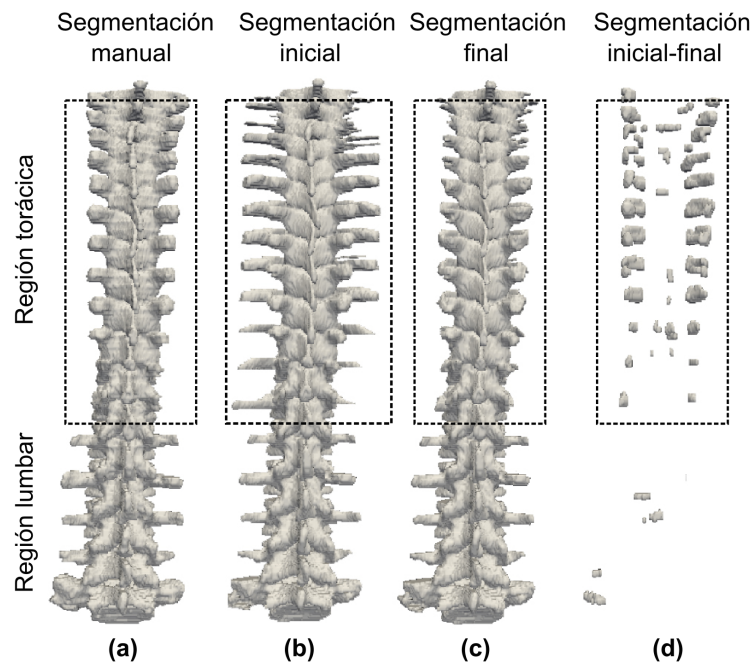 Segmentación
manual
Segmentación
inicial
Segmentación
final
Segmentación
inicial-final
Región torácica
Región lumbar
(a)
(b)
(c)
(d)